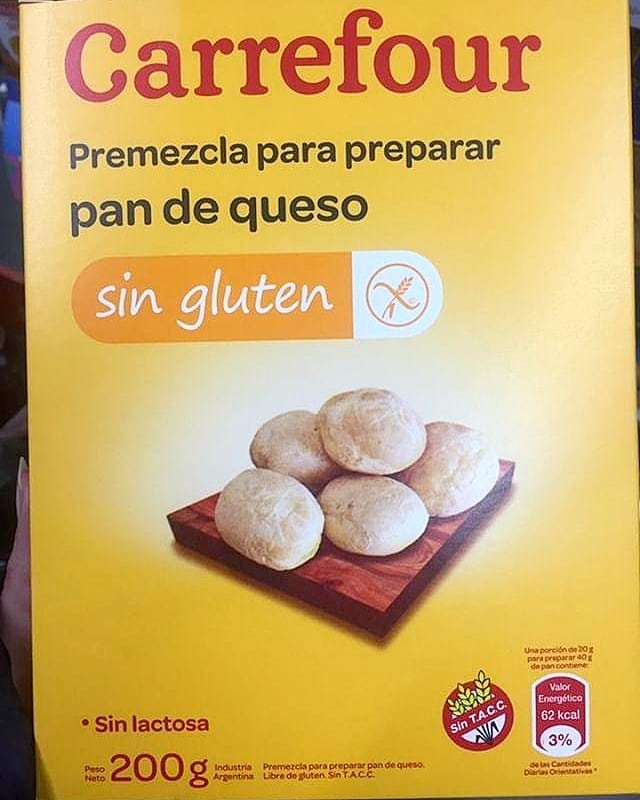 Carrefour
Premezcla para preparar
pan de queso
sin gluten
Una porción de 20 g
para preparar 40 g
de pan contiene:
Valor
Energético
62 kcal
3%
de las Cantidades
Diarias Orientativas *
Sin T.A.C.C.
• Sin lactosa
Peso
Neto
200g
Industria
Argentina
Premezcla para preparar pan de queso.
Libre de gluten. Sin T.A.C.C.